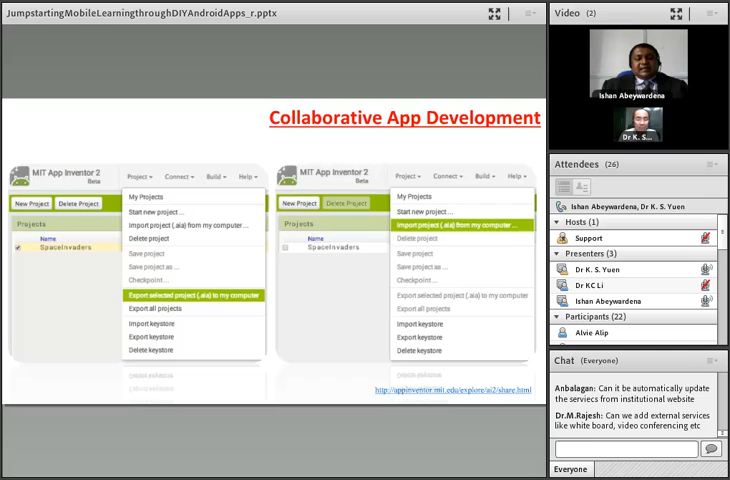 JumpstartingMobileLearningthroughDIYAndroidApps_r.pptx
Collaborative App Development
MIT App Inventor 2
Beta
Project Connect Build Help
New Project Delete Project
Projects
Name
SpaceInvaders
My Projects
Start new project ...
Import project (.aia) from my computer ...
Delete project
Save project
Save project as ...
Checkpoint ...
Export selected project (.aia) to my computer
Export all projects
Import keystore
Export keystore
Delete keystore
MIT App Inventor 2
Beta
Project Connect Build Help
New Project Delete Project
Projects
Name
SpaceInvaders
My Projects
Start new project ...
Import project (.aia) from my computer ...
Delete project
Save project
Save project as ...
Checkpoint ...
Export selected project (.aia) to my computer
Export all projects
Import keystore
Export keystore
Delete keystore
http://appinventor.mit.edu/explore/ai2/share.html
Video (2)
Ishan Abeywardena
Dr K. S...
Attendees (26)
Ishan Abeywardena, Dr K. S. Yuen
Hosts (1)
Support
Presenters (3)
Dr K. S. Yuen
Dr KC Li
Ishan Abeywardena
Participants (22)
Alvie Alip
Chat (Everyone)
Anbalagan: Can it be automatically update
the serviecs from institutional website
Dr.M.Rajesh: Can we add external services
like white board, video conferencing etc
Everyone